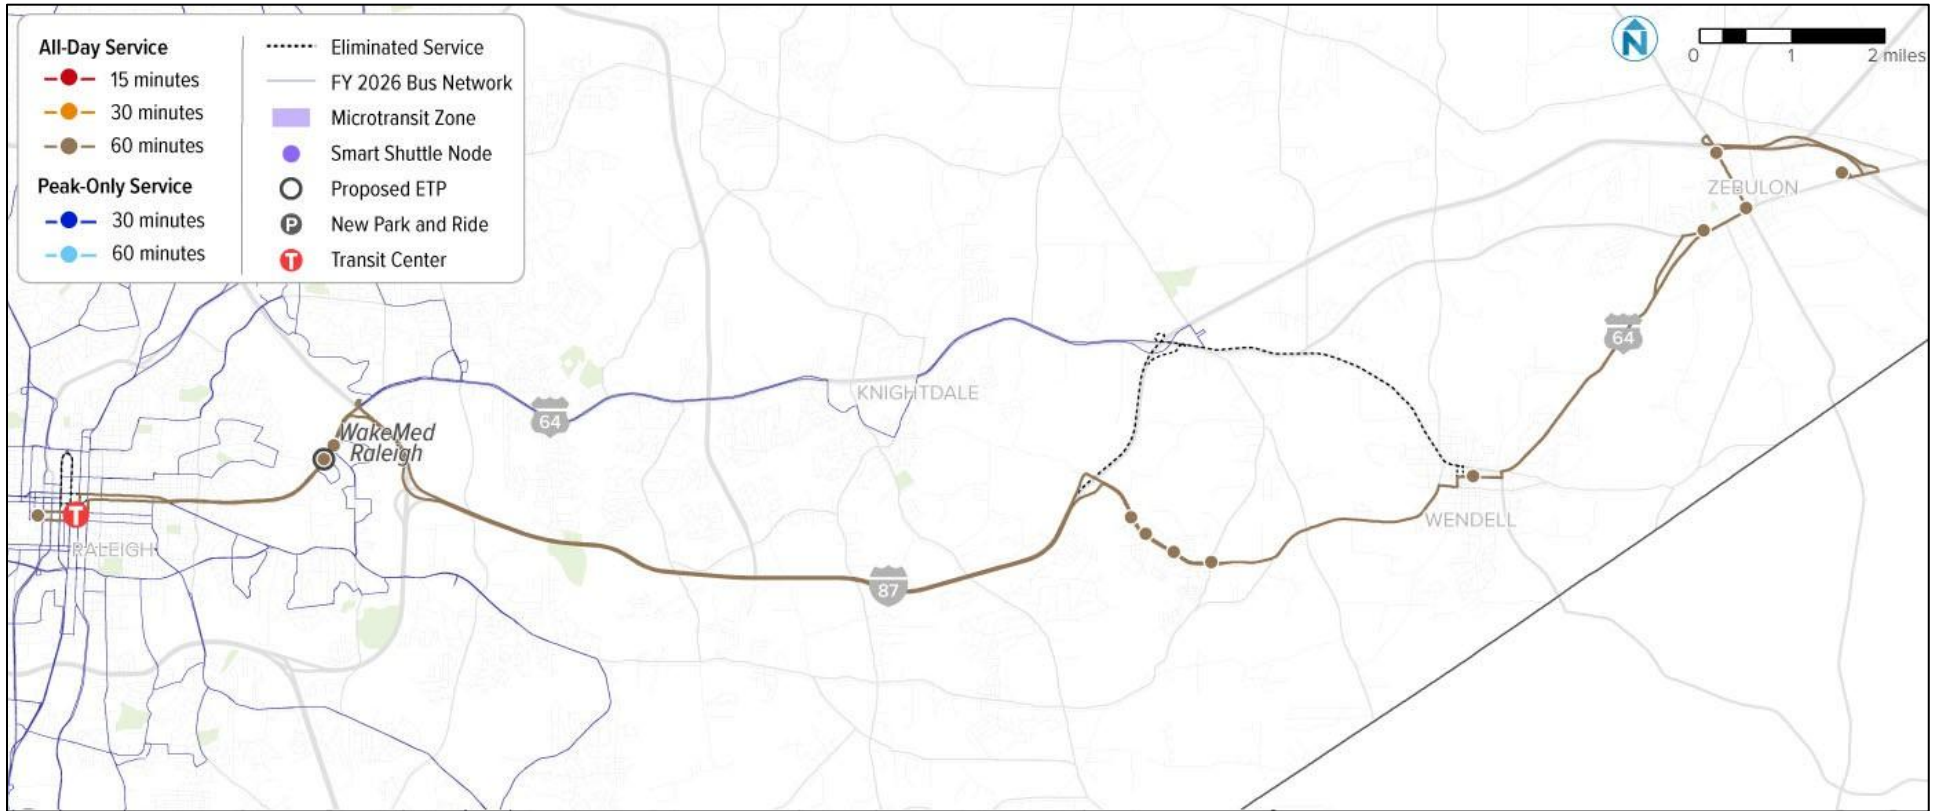 All-Day Service
15 minutes
30 minutes
60 minutes
Peak-Only Service
30 minutes
60 minutes
Eliminated Service
FY 2026 Bus Network
Microtransit Zone
Smart Shuttle Node
Proposed ETP
P New Park and Ride
T Transit Center
N
0 1 2 miles
ZEBULON
64
KNIGHTDALE
64
WakeMed
Raleigh
T
RALEIGH
WENDELL
87